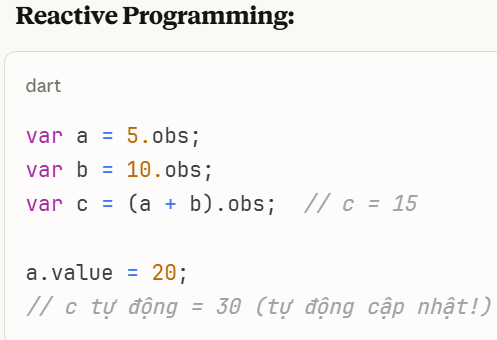 Reactive Programming:
dart
var a = 5.obs;
var b = 10.obs;
var c = (a + b).obs;  // c = 15
a.value = 20;
// c tự động = 30 (tự động cập nhật!)